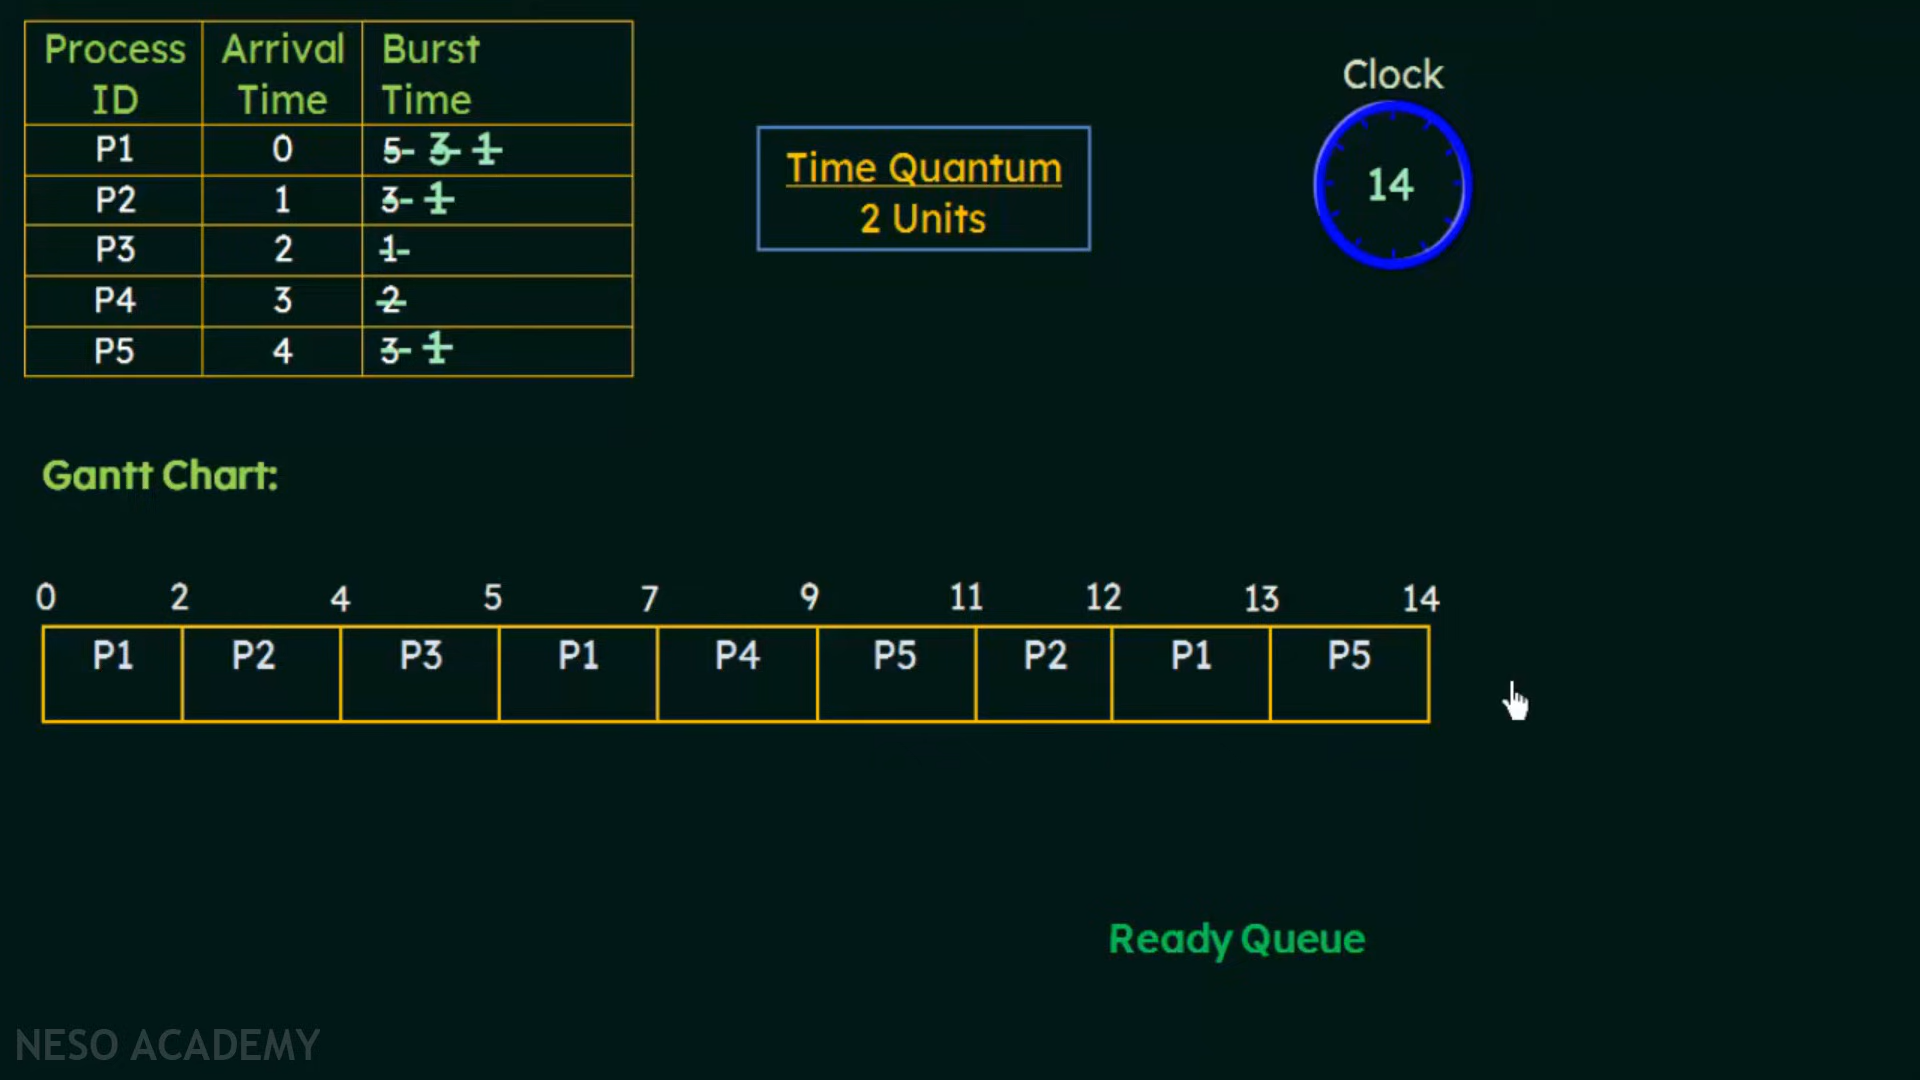 Process ID Arrival Time Burst Time
P1 0 5 3 1
P2 1 3 1
P3 2 1
P4 3 2
P5 4 3 1
Time Quantum
2 Units
Clock
14
Gantt Chart:
0 2 4 5 7 9 11 12 13 14
P1 P2 P3 P1 P4 P5 P2 P1 P5
Ready Queue
NESO ACADEMY